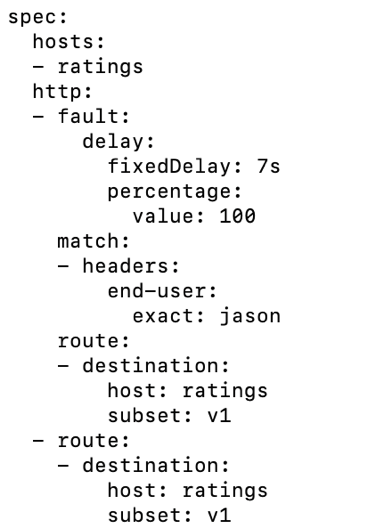 spec:
  hosts:
  - ratings
  http:
  - fault:
      delay:
        fixedDelay: 7s
        percentage:
          value: 100
    match:
    - headers:
        end-user:
          exact: jason
    route:
    - destination:
        host: ratings
        subset: v1
  - route:
    - destination:
        host: ratings
        subset: v1